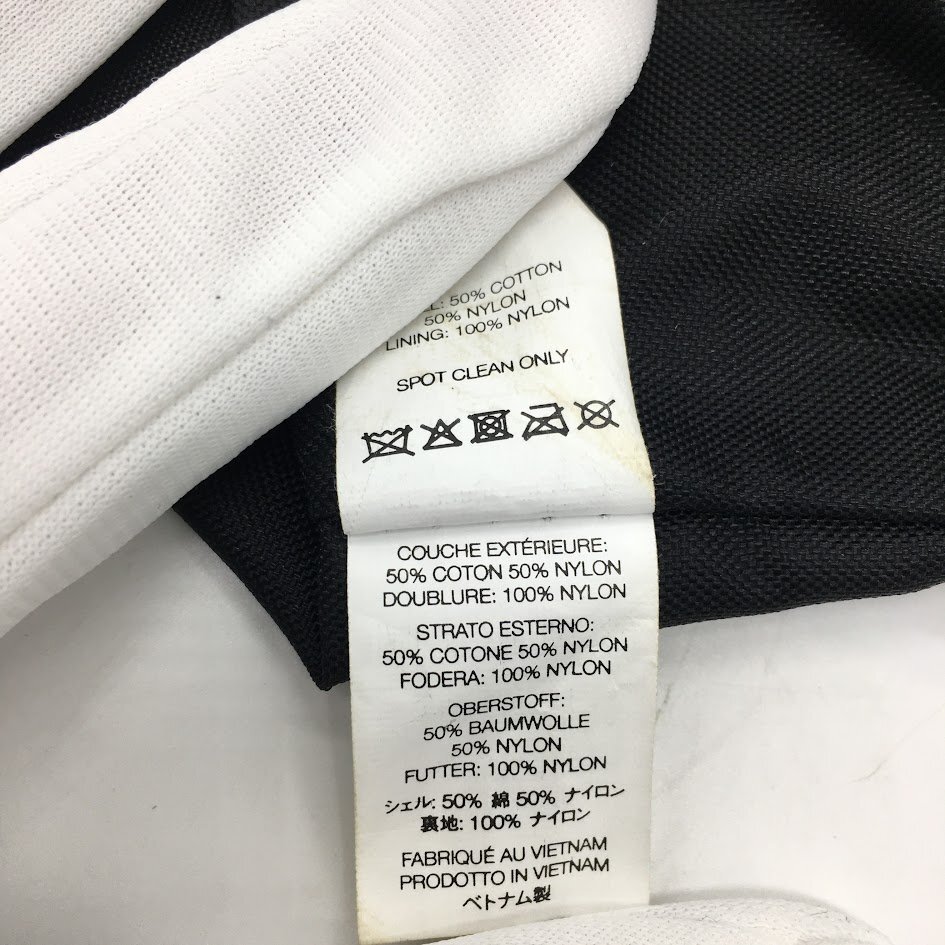 50% COTTON
50% NYLON
LINING: 100% NYLON
SPOT CLEAN ONLY
COUCHE EXTÉRIEURE:
50% COTON 50% NYLON
DOUBLURE: 100% NYLON
STRATO ESTERNO:
50% COTONE 50% NYLON
FODERA: 100% NYLON
OBERSTOFF:
50% BAUMWOLLE
50% NYLON
FUTTER: 100% NYLON
シェル: 50% 綿 50% ナイロン
裏地: 100% ナイロン
FABRIQUÉ AU VIETNAM
PRODOTTO IN VIETNAM
ベトナム製